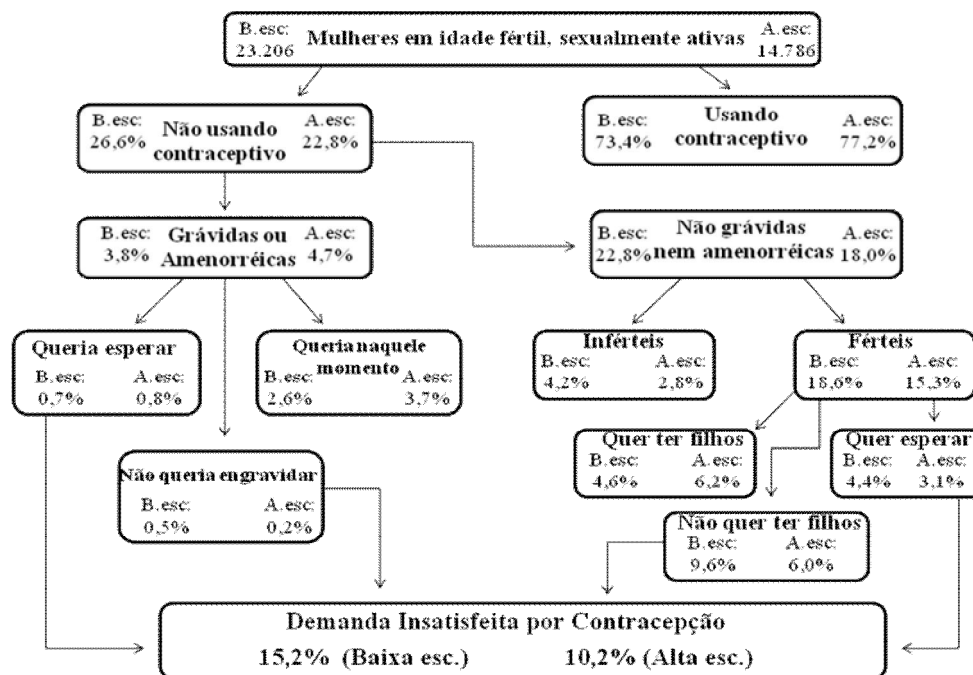 B.esc: Mulheres em idade fértil, sexualmente ativas A.esc:
23.206 14.786
B.esc: Não usando A.esc:
26,6% contraceptivo 22,8%
B.esc: Usando A.esc:
73,4% contraceptivo 77,2%
B.esc: Grávidas ou A.esc:
3,8% Amenorréicas 4,7%
B.esc: Não grávidas A.esc:
22,8% nem amenorréicas 18,0%
Queria esperar
B.esc: A.esc:
0,7% 0,8%
Queria naquele
B.esc: momento A.esc:
2,6% 3,7%
Inférteis
B.esc: A.esc:
4,2% 2,8%
Férteis
B.esc: A.esc:
18,6% 15,3%
Quer ter filhos
B.esc: A.esc:
4,6% 6,2%
Quer esperar
B.esc: A.esc:
4,4% 3,1%
Não queria engravidar
B.esc: A.esc:
0,5% 0,2%
Não quer ter filhos
B.esc: A.esc:
9,6% 6,0%
Demanda Insatisfeita por Contracepção
15,2% (Baixa esc.) 10,2% (Alta esc.)